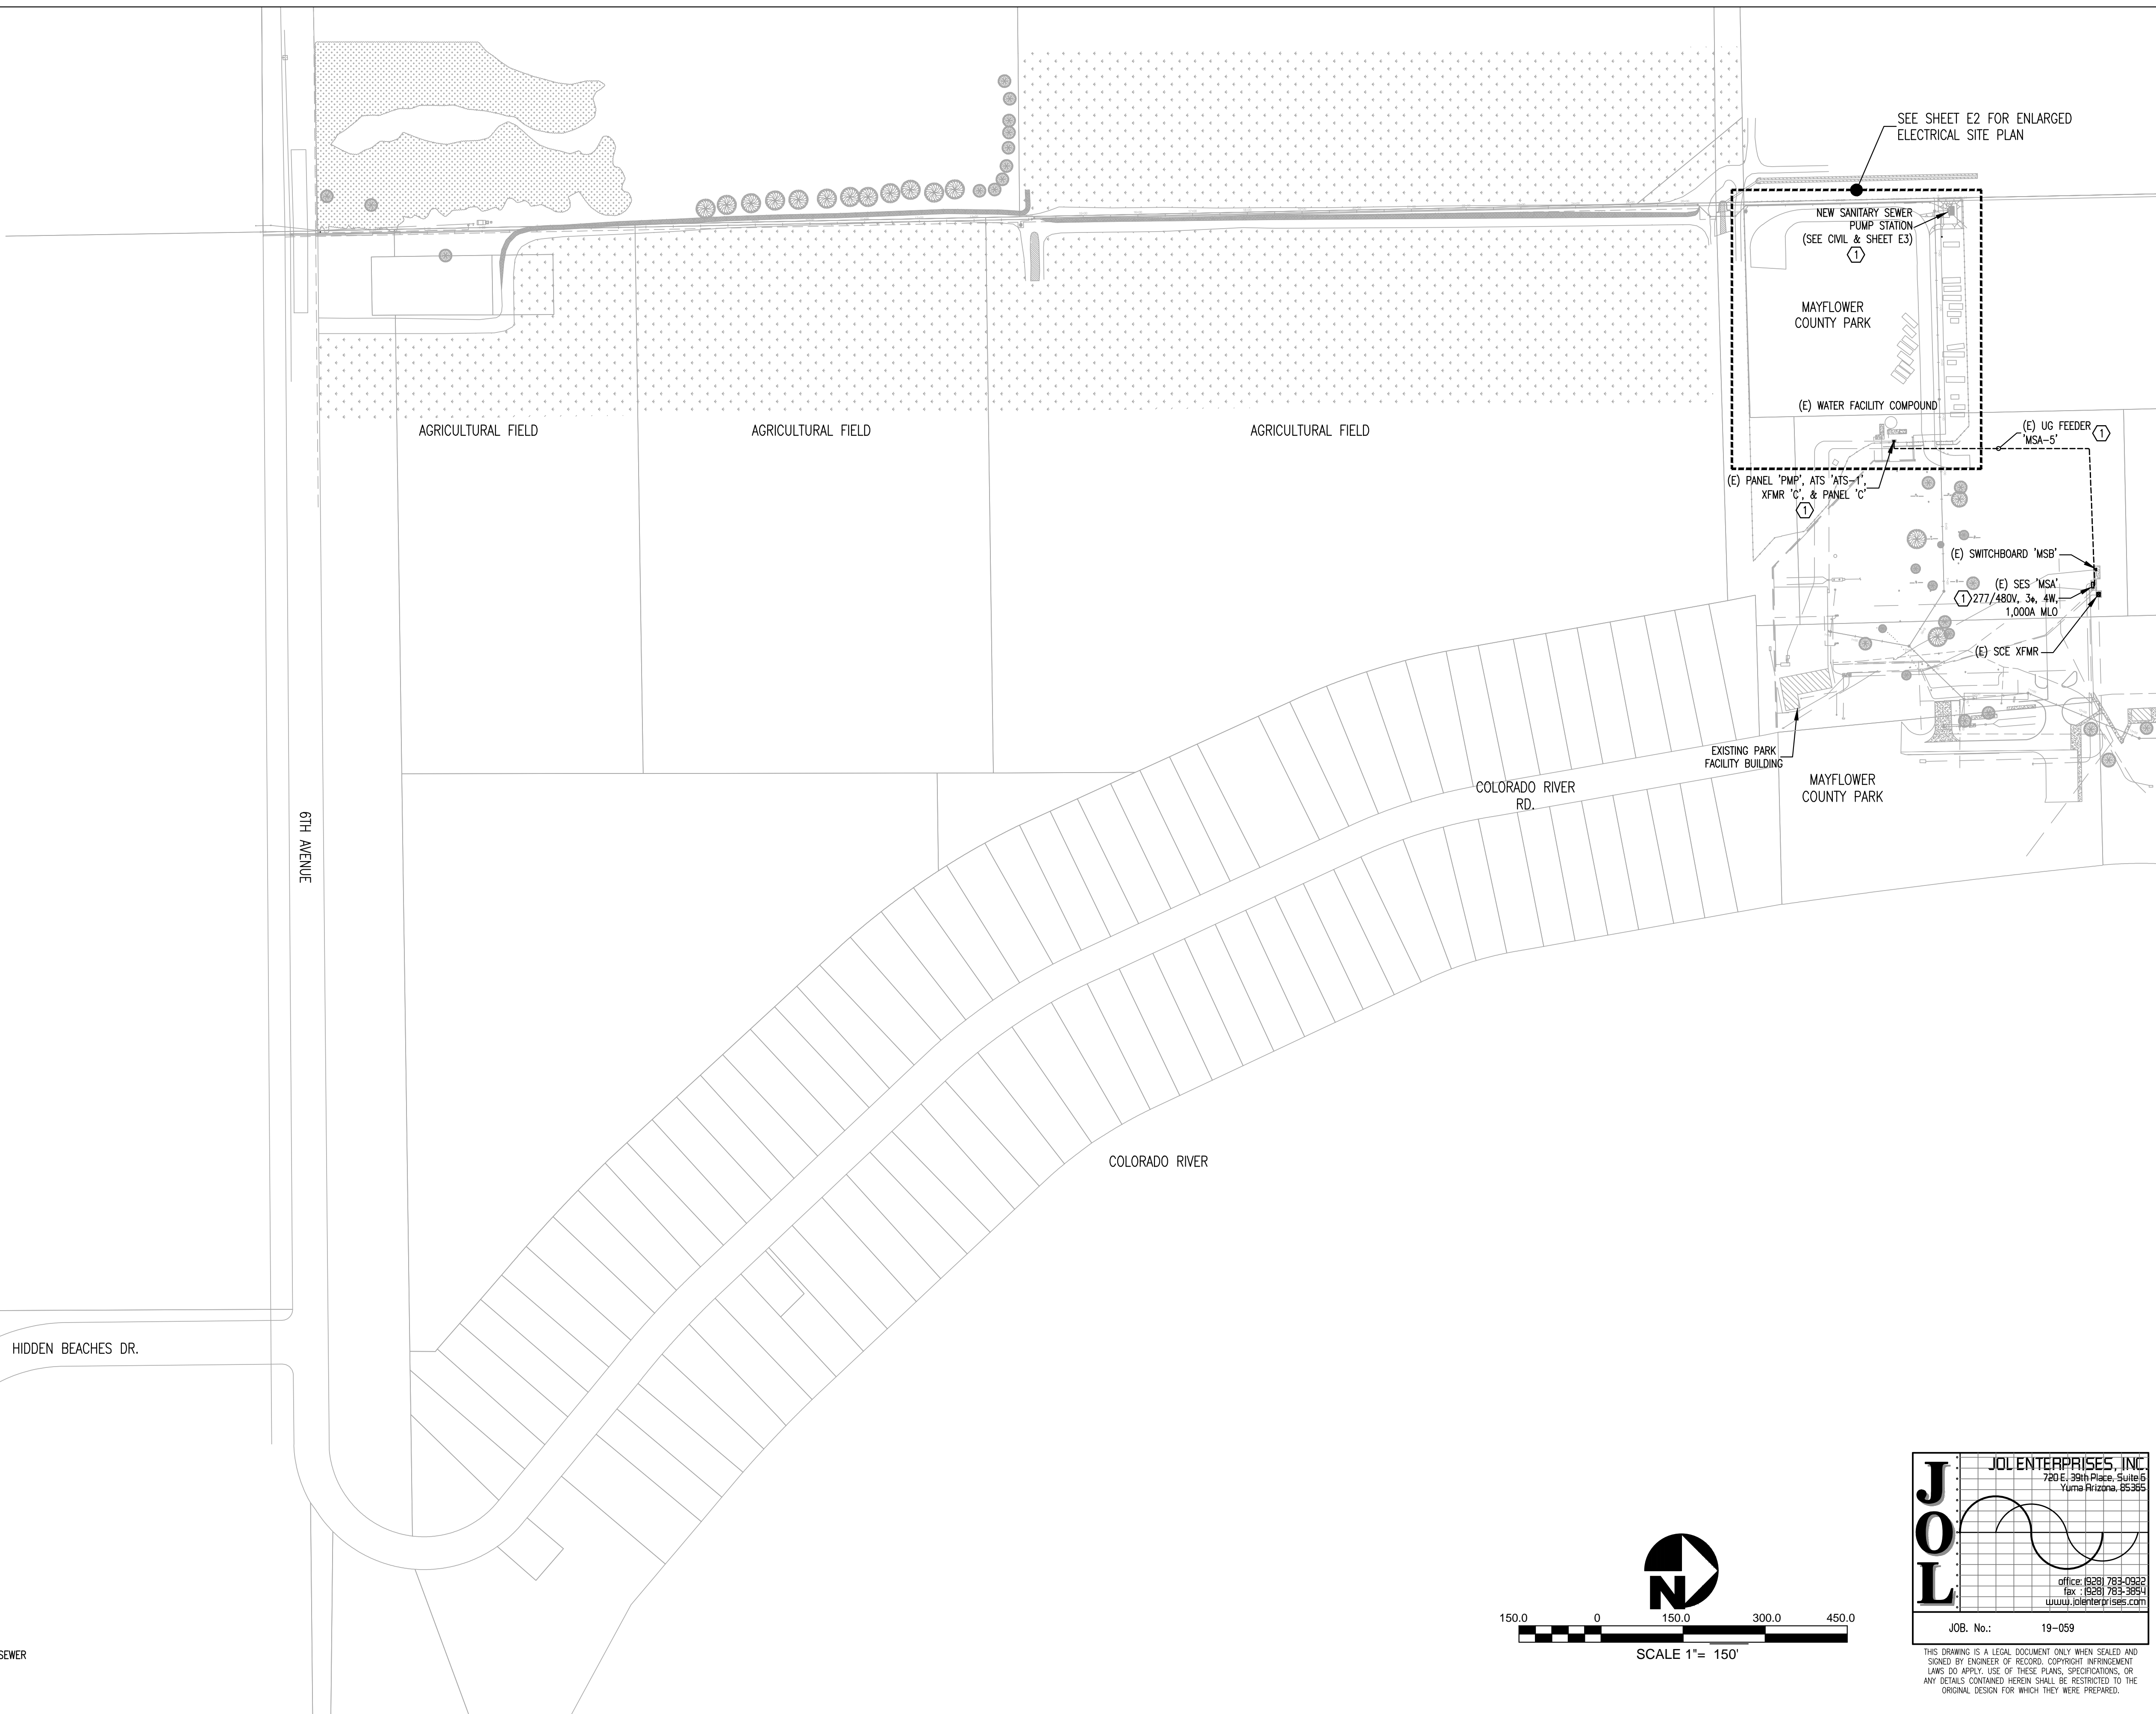 SEE SHEET E2 FOR ENLARGED
ELECTRICAL SITE PLAN
NEW SANITARY SEWER
PUMP STATION
(SEE CIVIL & SHEET E3)
1
MAYFLOWER
COUNTY PARK
(E) WATER FACILITY COMPOUND
AGRICULTURAL FIELD
AGRICULTURAL FIELD
AGRICULTURAL FIELD
(E) UG FEEDER
'MSA-5'
1
(E) PANEL 'PMP', ATS 'ATS-1',
XFMR 'C', & PANEL 'C'
1
(E) SWITCHBOARD 'MSB'
(E) SES 'MSA'
1 277/480V, 3ɸ, 4W,
1,000A MLO
(E) SCE XFMR
EXISTING PARK
FACILITY BUILDING
MAYFLOWER
COUNTY PARK
COLORADO RIVER
RD.
6TH AVENUE
COLORADO RIVER
HIDDEN BEACHES DR.
SEWER
N
150.0 0 150.0 300.0 450.0
SCALE 1"= 150'
JOL
JOL ENTERPRISES, INC.
720 E. 39th Place, Suite 6
Yuma Arizona, 85365
office: (928) 783-0922
fax : (928) 783-3854
www.jolenterprises.com
JOB. No.: 19-059
THIS DRAWING IS A LEGAL DOCUMENT ONLY WHEN SEALED AND
SIGNED BY ENGINEER OF RECORD. COPYRIGHT INFRINGEMENT
LAWS DO APPLY. USE OF THESE PLANS, SPECIFICATIONS, OR
ANY DETAILS CONTAINED HEREIN SHALL BE RESTRICTED TO THE
ORIGINAL DESIGN FOR WHICH THEY WERE PREPARED.